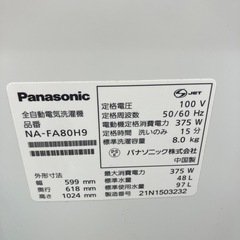 Panasonic
全自動電気洗濯機
品番
NA-FA80H9
JET
定格電圧 100 V
定格周波数 50/60 Hz
電動機定格消費電力 375 W
定格時間 洗いのみ 15 分
標準洗濯容量 8.0 kg
パナソニック株式会社
中国製
外形寸法
幅 599 mm
奥行 618 mm
高さ 1024 mm
最大消費電力 375 W
標準水量 48 L
標準使用水量 97 L
製造番号 21N1503232